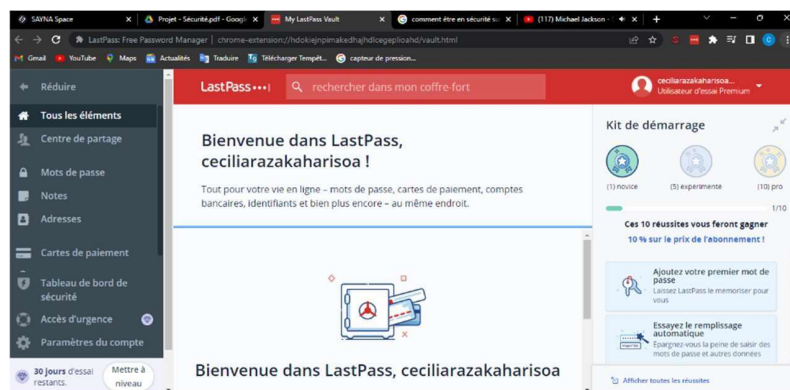 SAYNA Space
Projet - Sécurité.pdf - Googl
My LastPass Vault
comment être en sécurité su
(117) Michael Jackson -
LastPass: Free Password Manager | chrome-extension://hdokiejnpimakedhajhdlcegeplioahd/vault.html
Gmail
YouTube
Maps
Actualités
Traduire
Télécharger Tempêt...
capteur de pression...
Réduire
LastPass
rechercher dans mon coffre-fort
ceciliarazakaharisoa...
Utilisateur d'essai Premium
Tous les éléments
Centre de partage
Mots de passe
Notes
Adresses
Cartes de paiement
Tableau de bord de
sécurité
Accès d'urgence
Paramètres du compte
30 jours d'essai
restants.
Mettre à
niveau
Bienvenue dans LastPass,
ceciliarazakaharisoa !
Tout pour votre vie en ligne – mots de passe, cartes de paiement, comptes
bancaires, identifiants et bien plus encore – au même endroit.
Bienvenue dans LastPass, ceciliarazakaharisoa
Kit de démarrage
(1) novice
(5) expérimenté
(10) pro
1/10
Ces 10 réussites vous feront gagner
10 % sur le prix de l'abonnement !
Ajoutez votre premier mot de
passe
Laissez LastPass le mémoriser pour
vous
Essayez le remplissage
automatique
Épargnez-vous la peine de saisir des
mots de passe et autres données
Afficher toutes les réussites